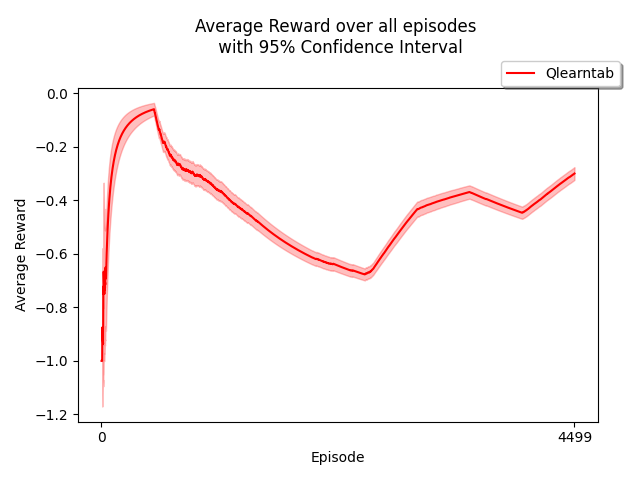 Average Reward over all episodes
with 95% Confidence Interval
Qlearntab
0.0
−0.2
−0.4
−0.6
−0.8
−1.0
−1.2
Average Reward
0
4499
Episode